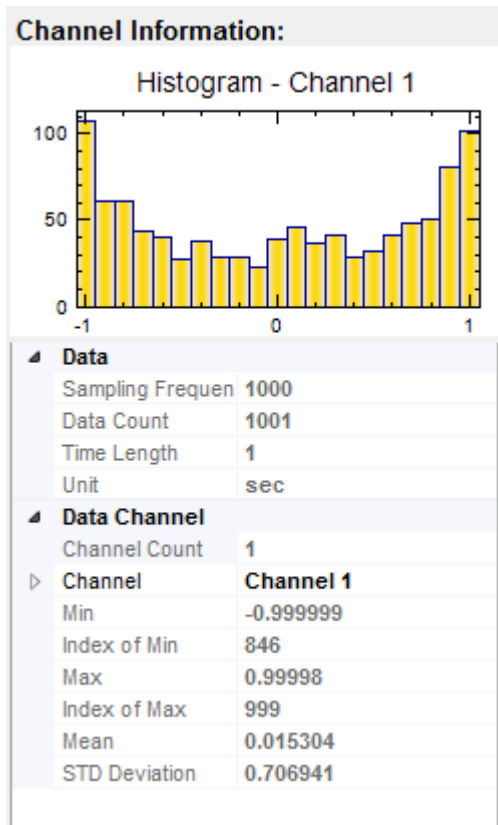 Channel Information:
Histogram - Channel 1
100
50
0
-1 0 1
Data
Sampling Frequen 1000
Data Count 1001
Time Length 1
Unit sec
Data Channel
Channel Count 1
Channel Channel 1
Min -0.999999
Index of Min 846
Max 0.99998
Index of Max 999
Mean 0.015304
STD Deviation 0.706941